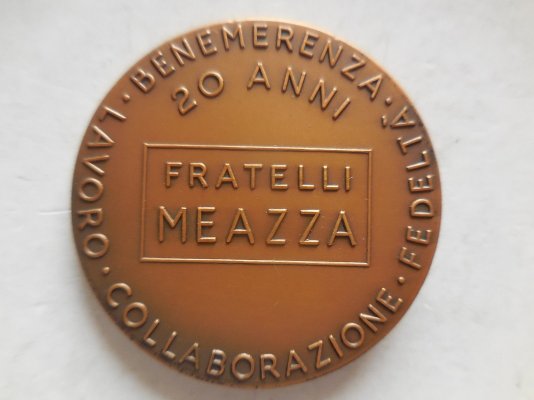 BENEMERENZA · FEDELTÀ · COLLABORAZIONE · LAVORO ·
20 ANNI
FRATELLI
MEAZZA